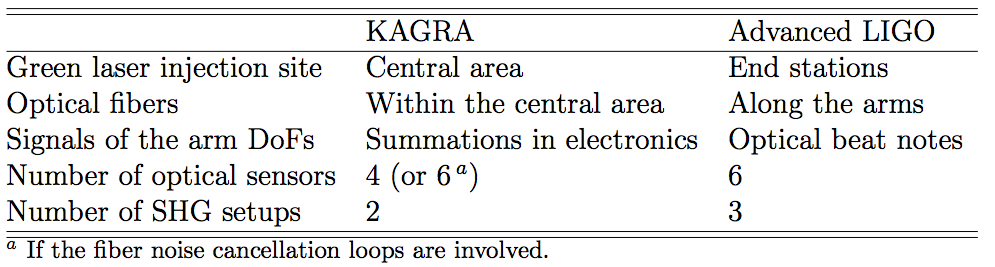 KAGRA Advanced LIGO
Green laser injection site Central area End stations
Optical fibers Within the central area Along the arms
Signals of the arm DoFs Summations in electronics Optical beat notes
Number of optical sensors 4 (or 6 a) 6
Number of SHG setups 2 3
a If the fiber noise cancellation loops are involved.